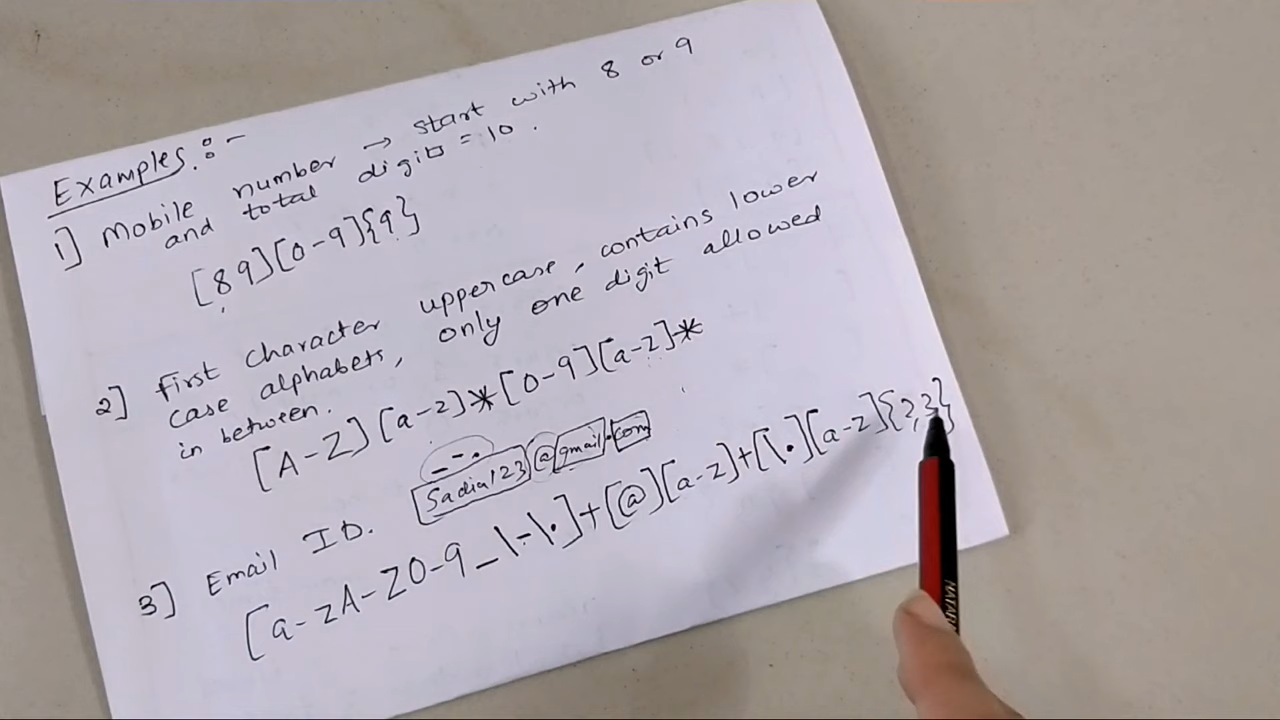 Examples :-
1] Mobile number → start with 8 or 9
and total digits = 10 .
[89][0-9]{9}
2] First character uppercase, contains lower
case alphabets, only one digit allowed
in between.
[A-Z][a-z]*[0-9][a-z]*
3] Email ID. Sadia123@gmail.com
[a-zA-Z0-9_\-\.]+[@][a-z]+[\.][a-z]{2,3}